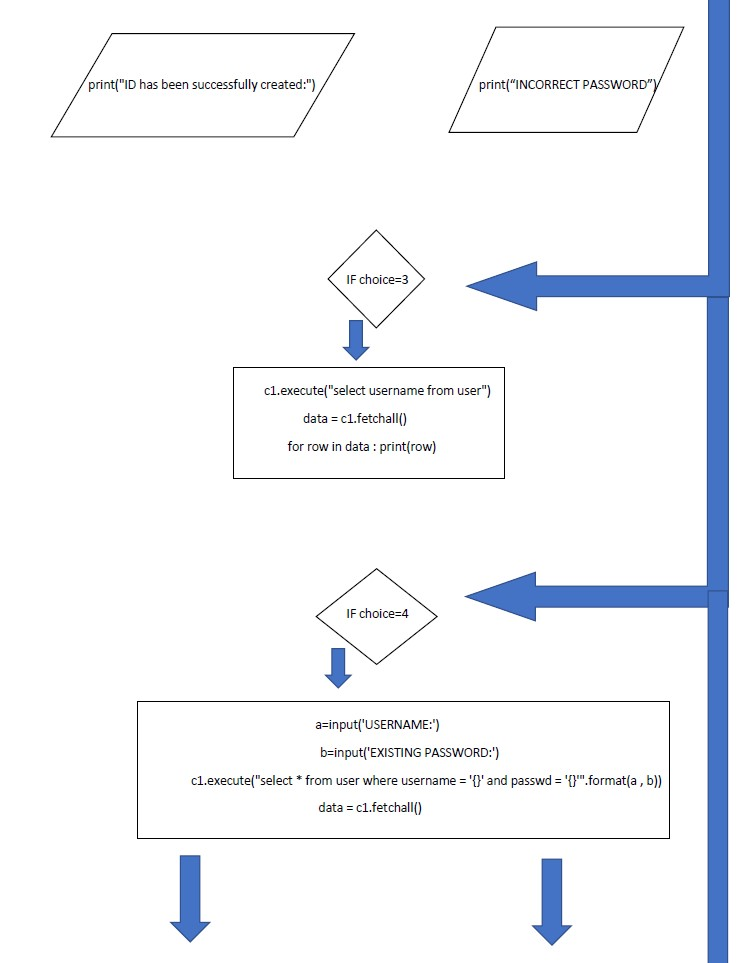 print("ID has been successfully created:")
print(“INCORRECT PASSWORD”)
IF choice=3
c1.execute("select username from user")
data = c1.fetchall()
for row in data : print(row)
IF choice=4
a=input('USERNAME:')
b=input('EXISTING PASSWORD:')
c1.execute("select * from user where username = '{}' and passwd = '{}'".format(a , b))
data = c1.fetchall()